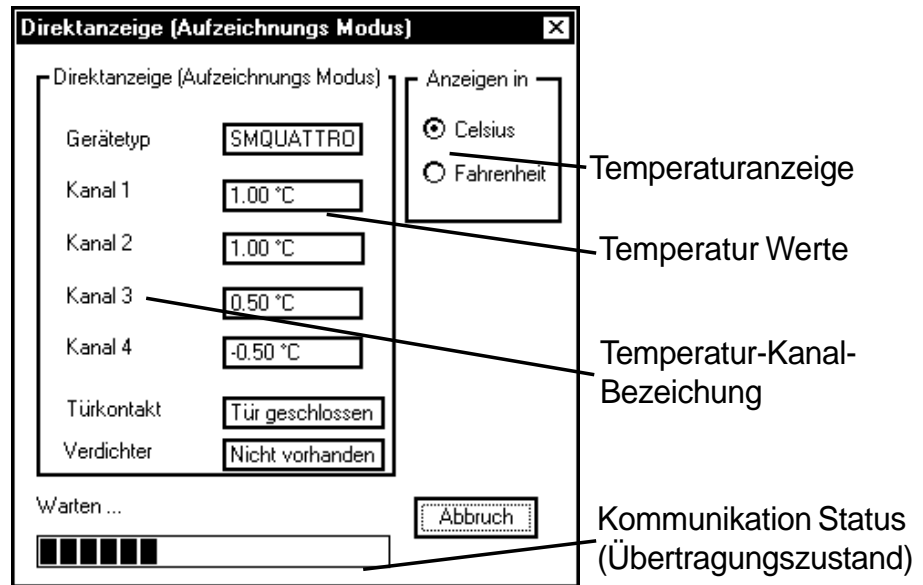 Direktanzeige (Aufzeichnungs Modus)
Direktanzeige (Aufzeichnungs Modus)
Gerätetyp SMQUATTRO
Kanal 1 1.00 °C
Kanal 2 1.00 °C
Kanal 3 0.50 °C
Kanal 4 -0.50 °C
Türkontakt Tür geschlossen
Verdichter Nicht vorhanden
Anzeigen in
Celsius
Fahrenheit
Warten ...
Abbruch
Temperaturanzeige
Temperatur Werte
Temperatur-Kanal-
Bezeichung
Kommunikation Status
(Übertragungszustand)